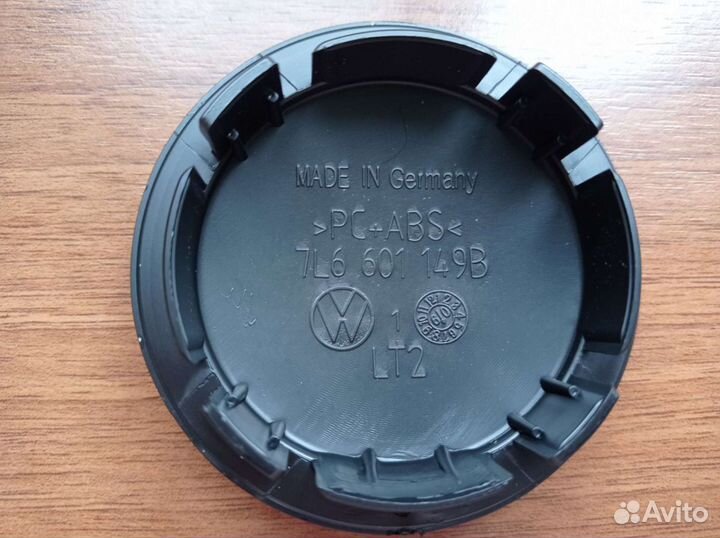 MADE IN Germany
>PC+ABS<
7L6 601 149B
1
LT2
Avito